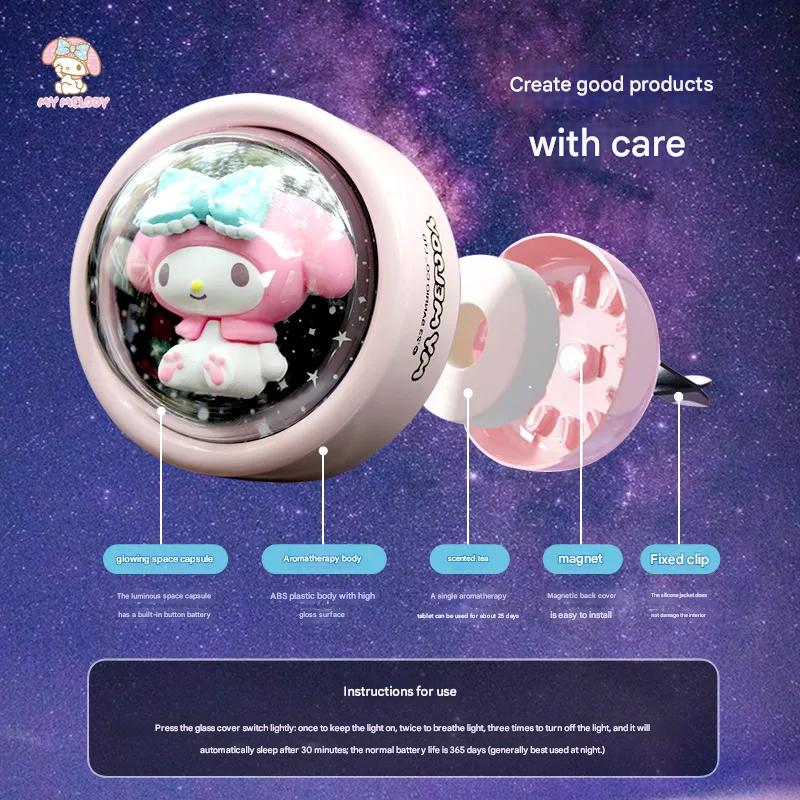 MY MELODY
Create good products
with care
MY MELODY
glowing space capsule
Aromatherapy body
scented tea
magnet
Fixed clip
The luminous space capsule
has a built-in button battery
ABS plastic body with high
gloss surface
A single aromatherapy
tablet can be used for about 25 days
Magnetic back cover
is easy to install
The silicone jacket does
not damage the interior
Instructions for use
Press the glass cover switch lightly: once to keep the light on, twice to breathe light, three times to turn off the light, and it will
automatically sleep after 30 minutes; the normal battery life is 365 days (generally best used at night.)